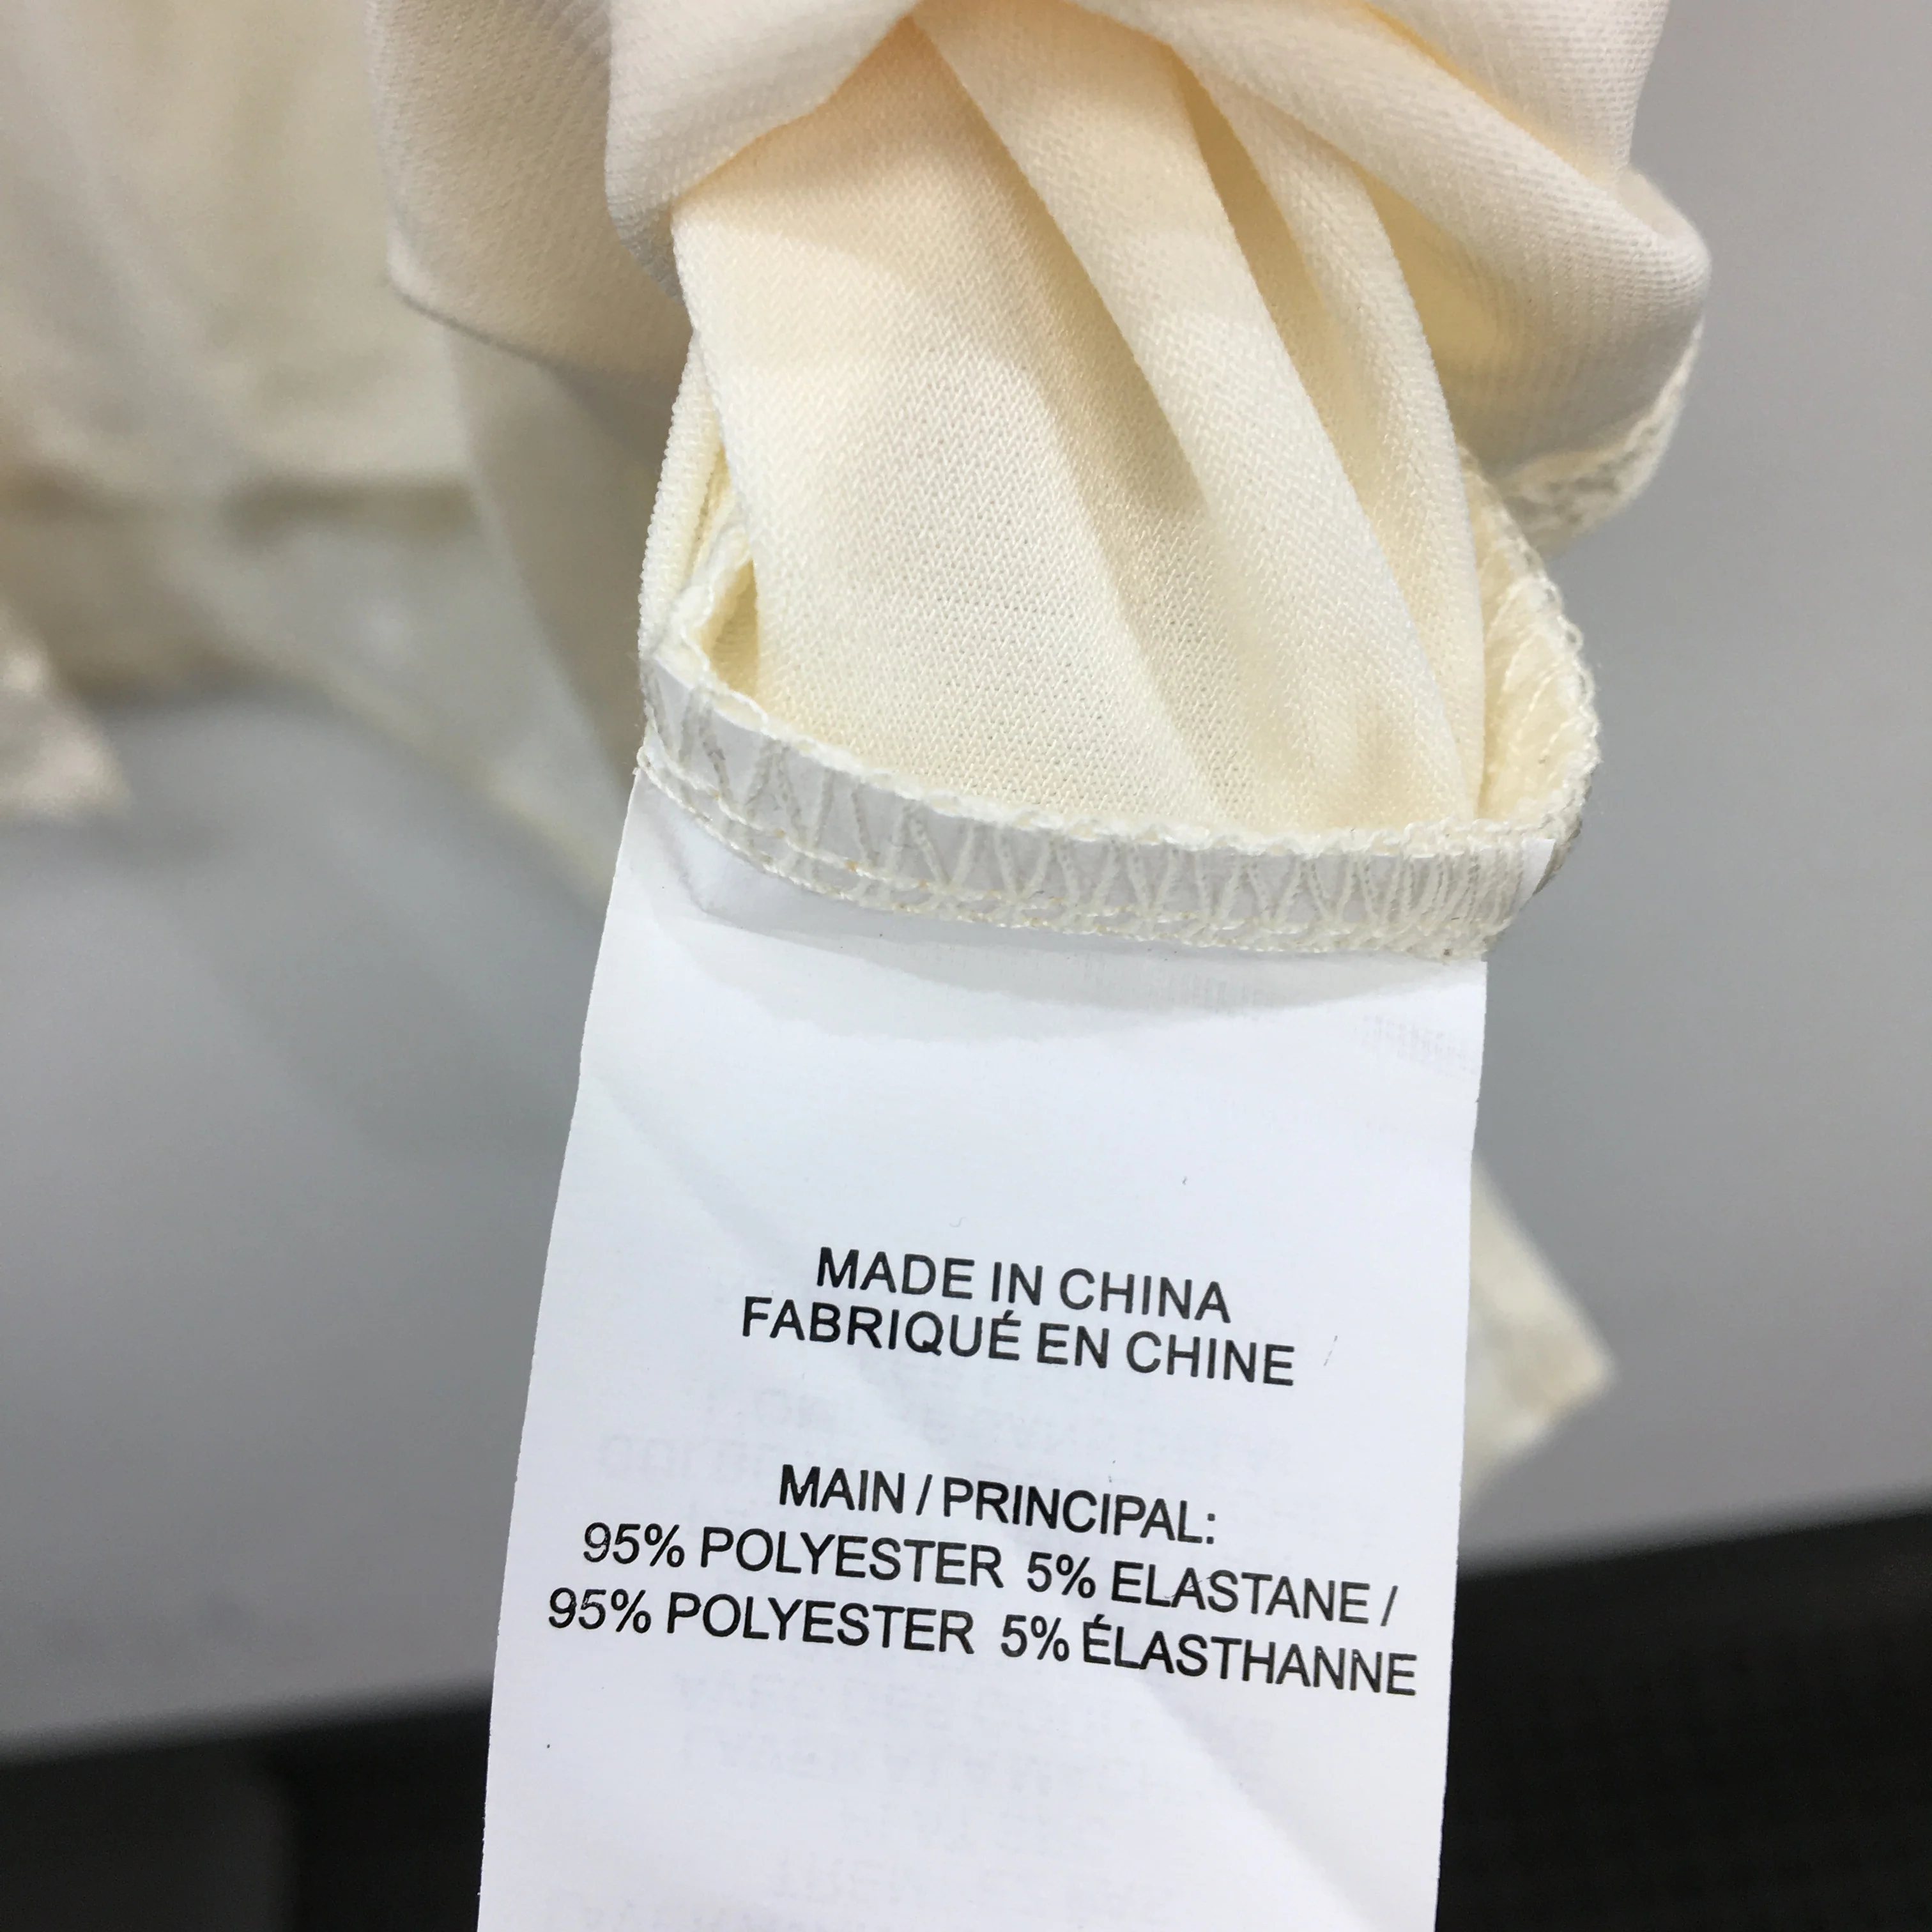 MADE IN CHINA
FABRIQUÉ EN CHINE
MAIN / PRINCIPAL:
95% POLYESTER 5% ELASTANE /
95% POLYESTER 5% ÉLASTHANNE